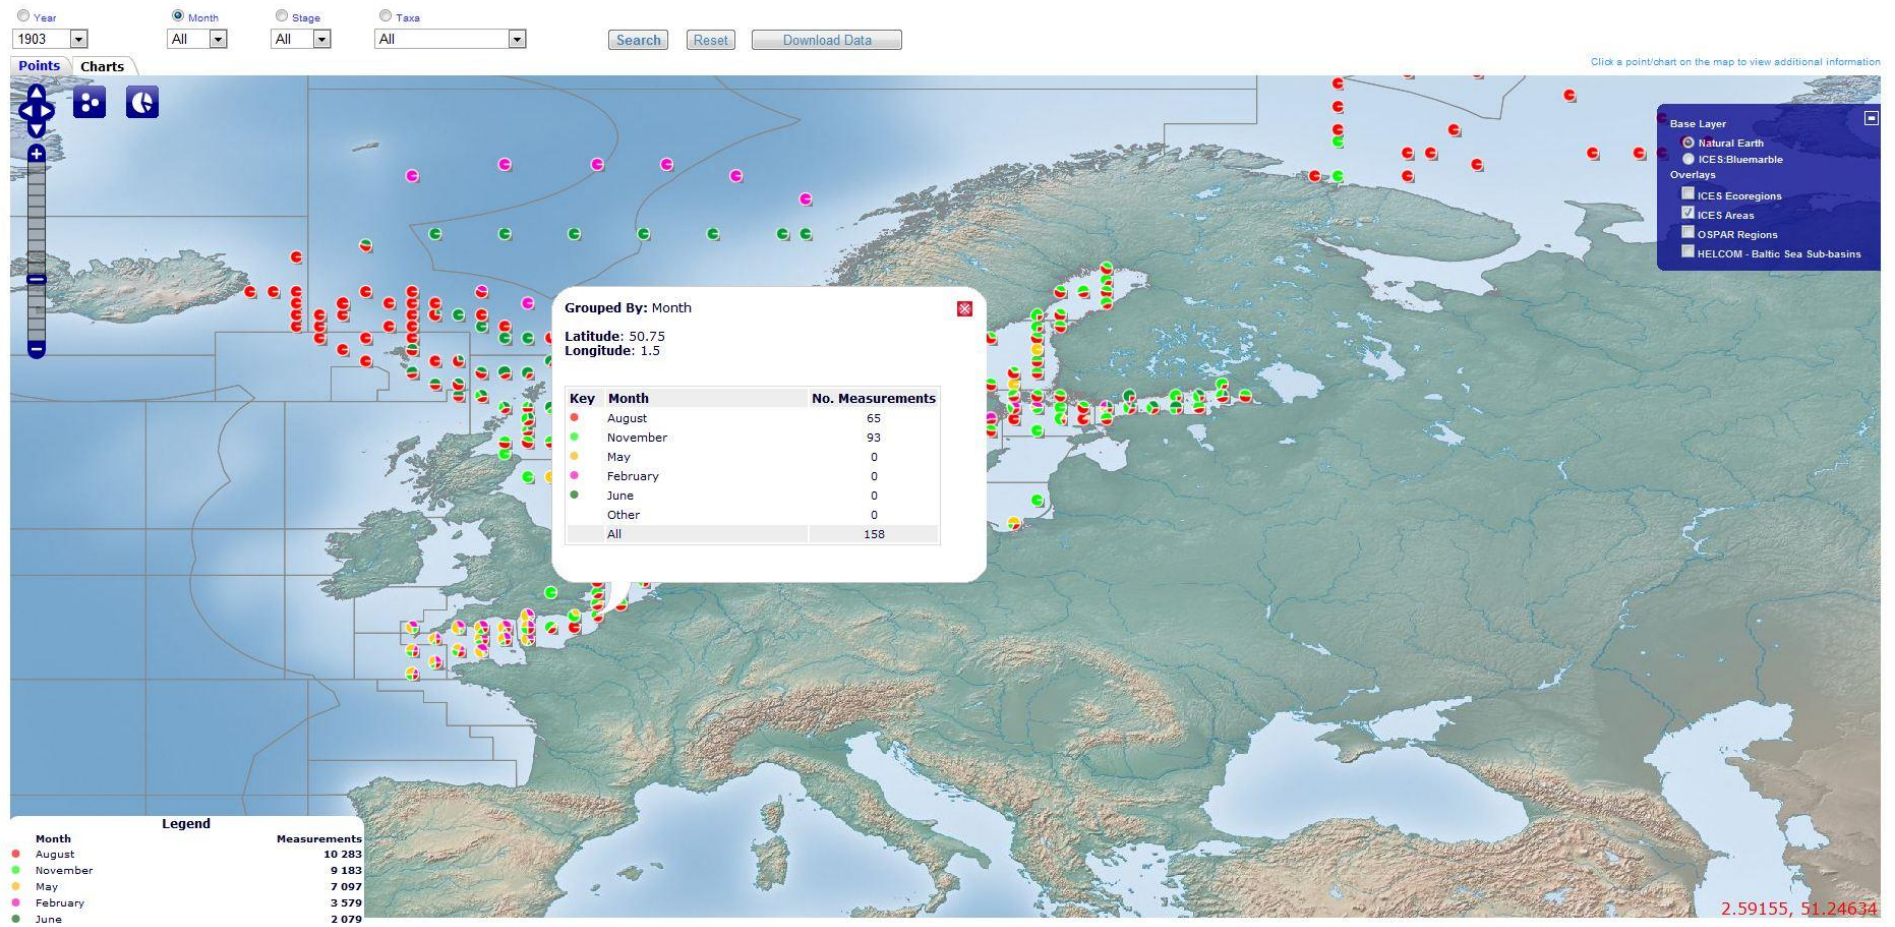 Year Month Stage Taxa
1903 All All All Search Reset Download Data
Points Charts Click a point/chart on the map to view additional information
Base Layer
Natural Earth
ICES:Bluemarble
Overlays
ICES Ecoregions
ICES Areas
OSPAR Regions
HELCOM - Baltic Sea Sub-basins
Grouped By: Month
Latitude: 50.75
Longitude: 1.5
Key Month No. Measurements
August 65
November 93
May 0
February 0
June 0
Other 0
All 158
Legend
Month Measurements
August 10 283
November 9 183
May 7 097
February 3 579
June 2 079
2.59155, 51.24634